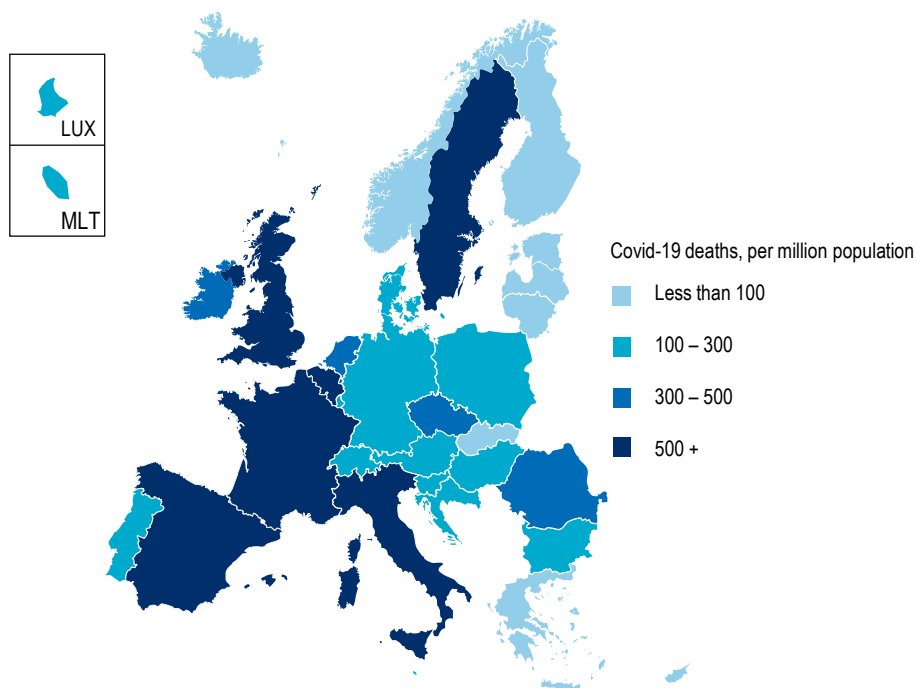 LUX
MLT
Covid-19 deaths, per million population
Less than 100
100 – 300
300 – 500
500 +